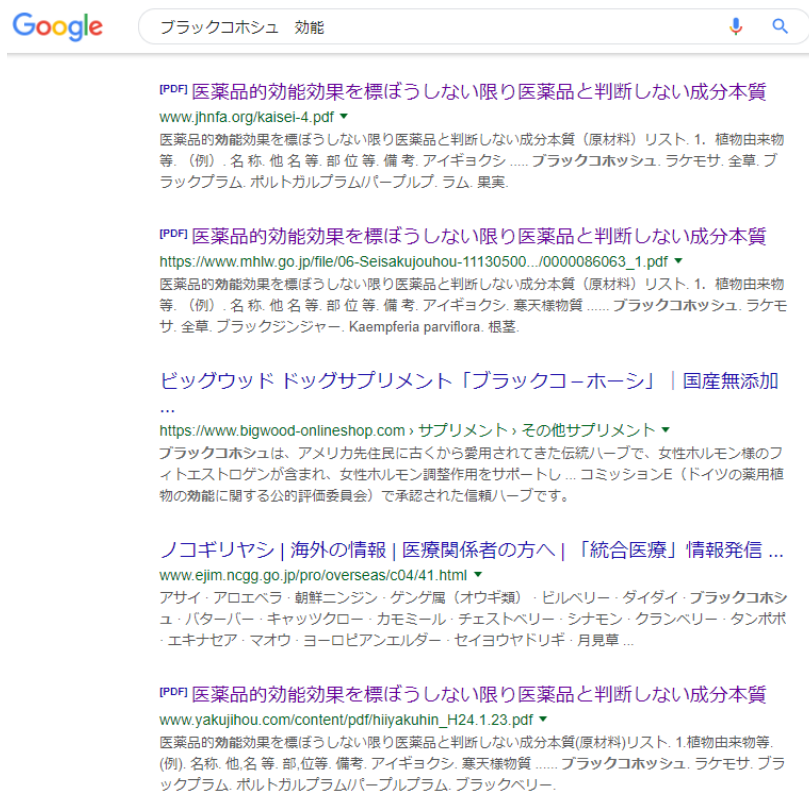 Google
ブラックコホシュ　効能
[PDF] 医薬品的効能効果を標ぼうしない限り医薬品と判断しない成分本質
www.jhnfa.org/kaisei-4.pdf ▼
医薬品的効能効果を標ぼうしない限り医薬品と判断しない成分本質（原材料）リスト. 1．植物由来物
等.（例）. 名 称. 他 名 等. 部 位 等. 備 考. アイギョクシ ..... ブラックコホッシュ. ラケモサ. 全草. ブ
ラックプラム. ポルトガルプラム/パープルプ. ラム. 果実.
[PDF] 医薬品的効能効果を標ぼうしない限り医薬品と判断しない成分本質
https://www.mhlw.go.jp/file/06-Seisakujouhou-11130500.../0000086063_1.pdf ▼
医薬品的効能効果を標ぼうしない限り医薬品と判断しない成分本質（原材料）リスト. 1．植物由来物
等.（例）. 名 称. 他 名 等. 部 位 等. 備 考. アイギョクシ. 寒天様物質 ...... ブラックコホッシュ. ラケモ
サ. 全草. ブラックジンジャー. Kaempferia parviflora. 根茎.
ビッグウッド ドッグサプリメント「ブラックコ－ホーシ」｜国産無添加
...
https://www.bigwood-onlineshop.com › サプリメント › その他サプリメント ▼
ブラックコホシュは、アメリカ先住民に古くから愛用されてきた伝統ハーブで、女性ホルモン様のフ
ィトエストロゲンが含まれ、女性ホルモン調整作用をサポートし ... コミッションE（ドイツの薬用植
物の効能に関する公的評価委員会）で承認された信頼ハーブです。
ノコギリヤシ | 海外の情報 | 医療関係者の方へ | 「統合医療」情報発信 ...
www.ejim.ncgg.go.jp/pro/overseas/c04/41.html ▼
アサイ · アロエベラ · 朝鮮ニンジン · ゲンゲ属（オウギ類） · ビルベリー · ダイダイ · ブラックコホシ
ュ · バターバー · キャッツクロー · カモミール · チェストベリー · シナモン · クランベリー · タンポポ
· エキナセア · マオウ · ヨーロピアンエルダー · セイヨウヤドリギ · 月見草 ...
[PDF] 医薬品的効能効果を標ぼうしない限り医薬品と判断しない成分本質
www.yakujihou.com/content/pdf/hiiyakuhin_H24.1.23.pdf ▼
医薬品的効能効果を標ぼうしない限り医薬品と判断しない成分本質(原材料)リスト. 1.植物由来物等.
(例). 名称. 他,名 等. 部,位等. 備考. アイギョクシ. 寒天様物質 ...... ブラックコホッシュ. ラケモサ. ブラ
ックプラム. ポルトガルプラム/パープルプラム. ブラックベリー.